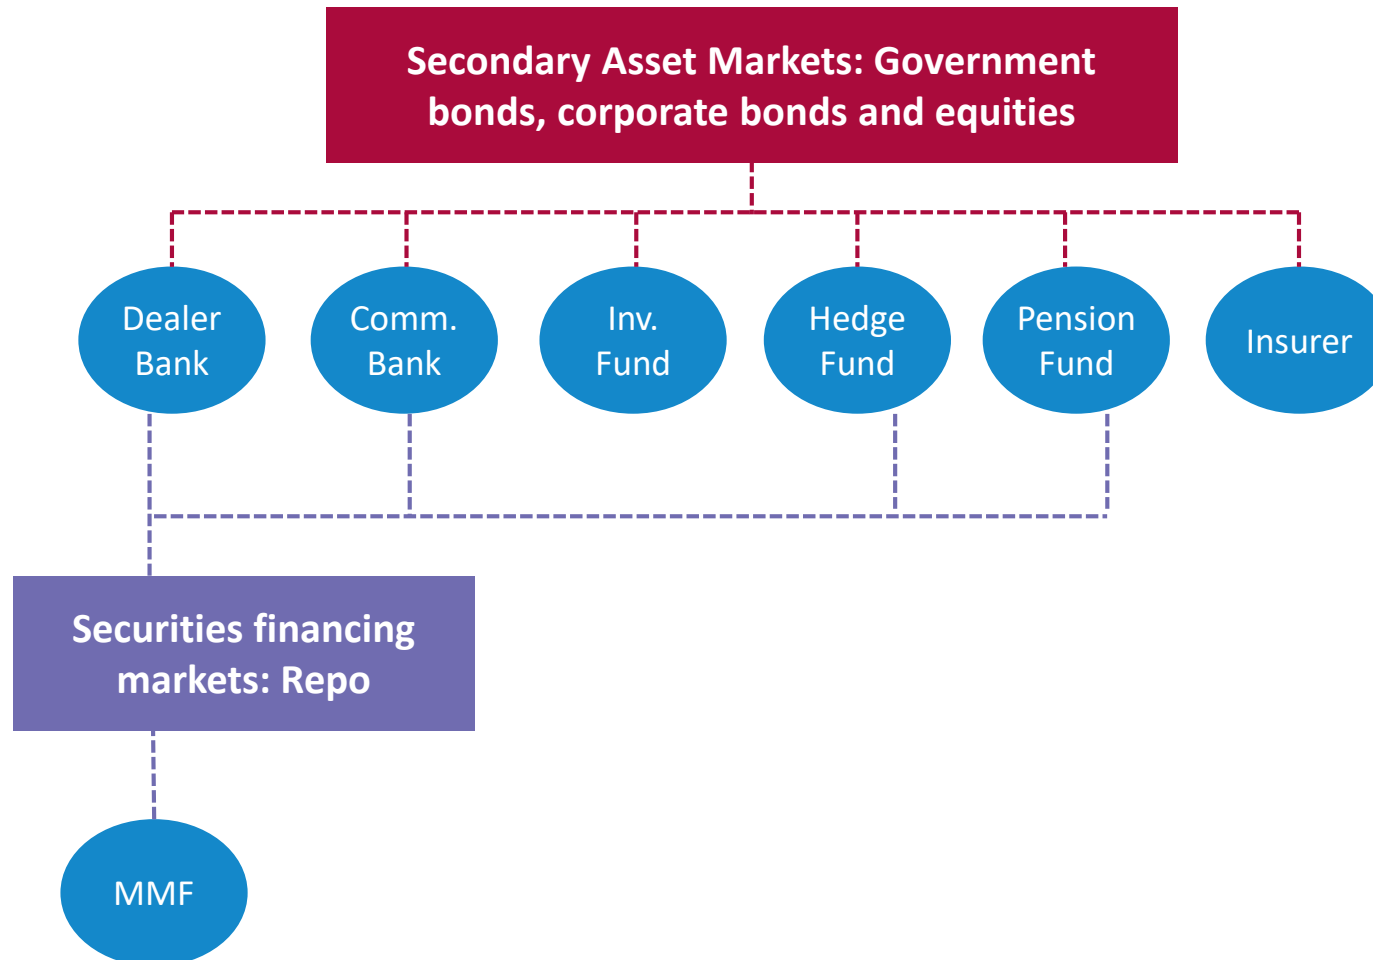 Secondary Asset Markets: Government
bonds, corporate bonds and equities
Dealer
Bank
Comm.
Bank
Inv.
Fund
Hedge
Fund
Pension
Fund
Insurer
Securities financing
markets: Repo
MMF